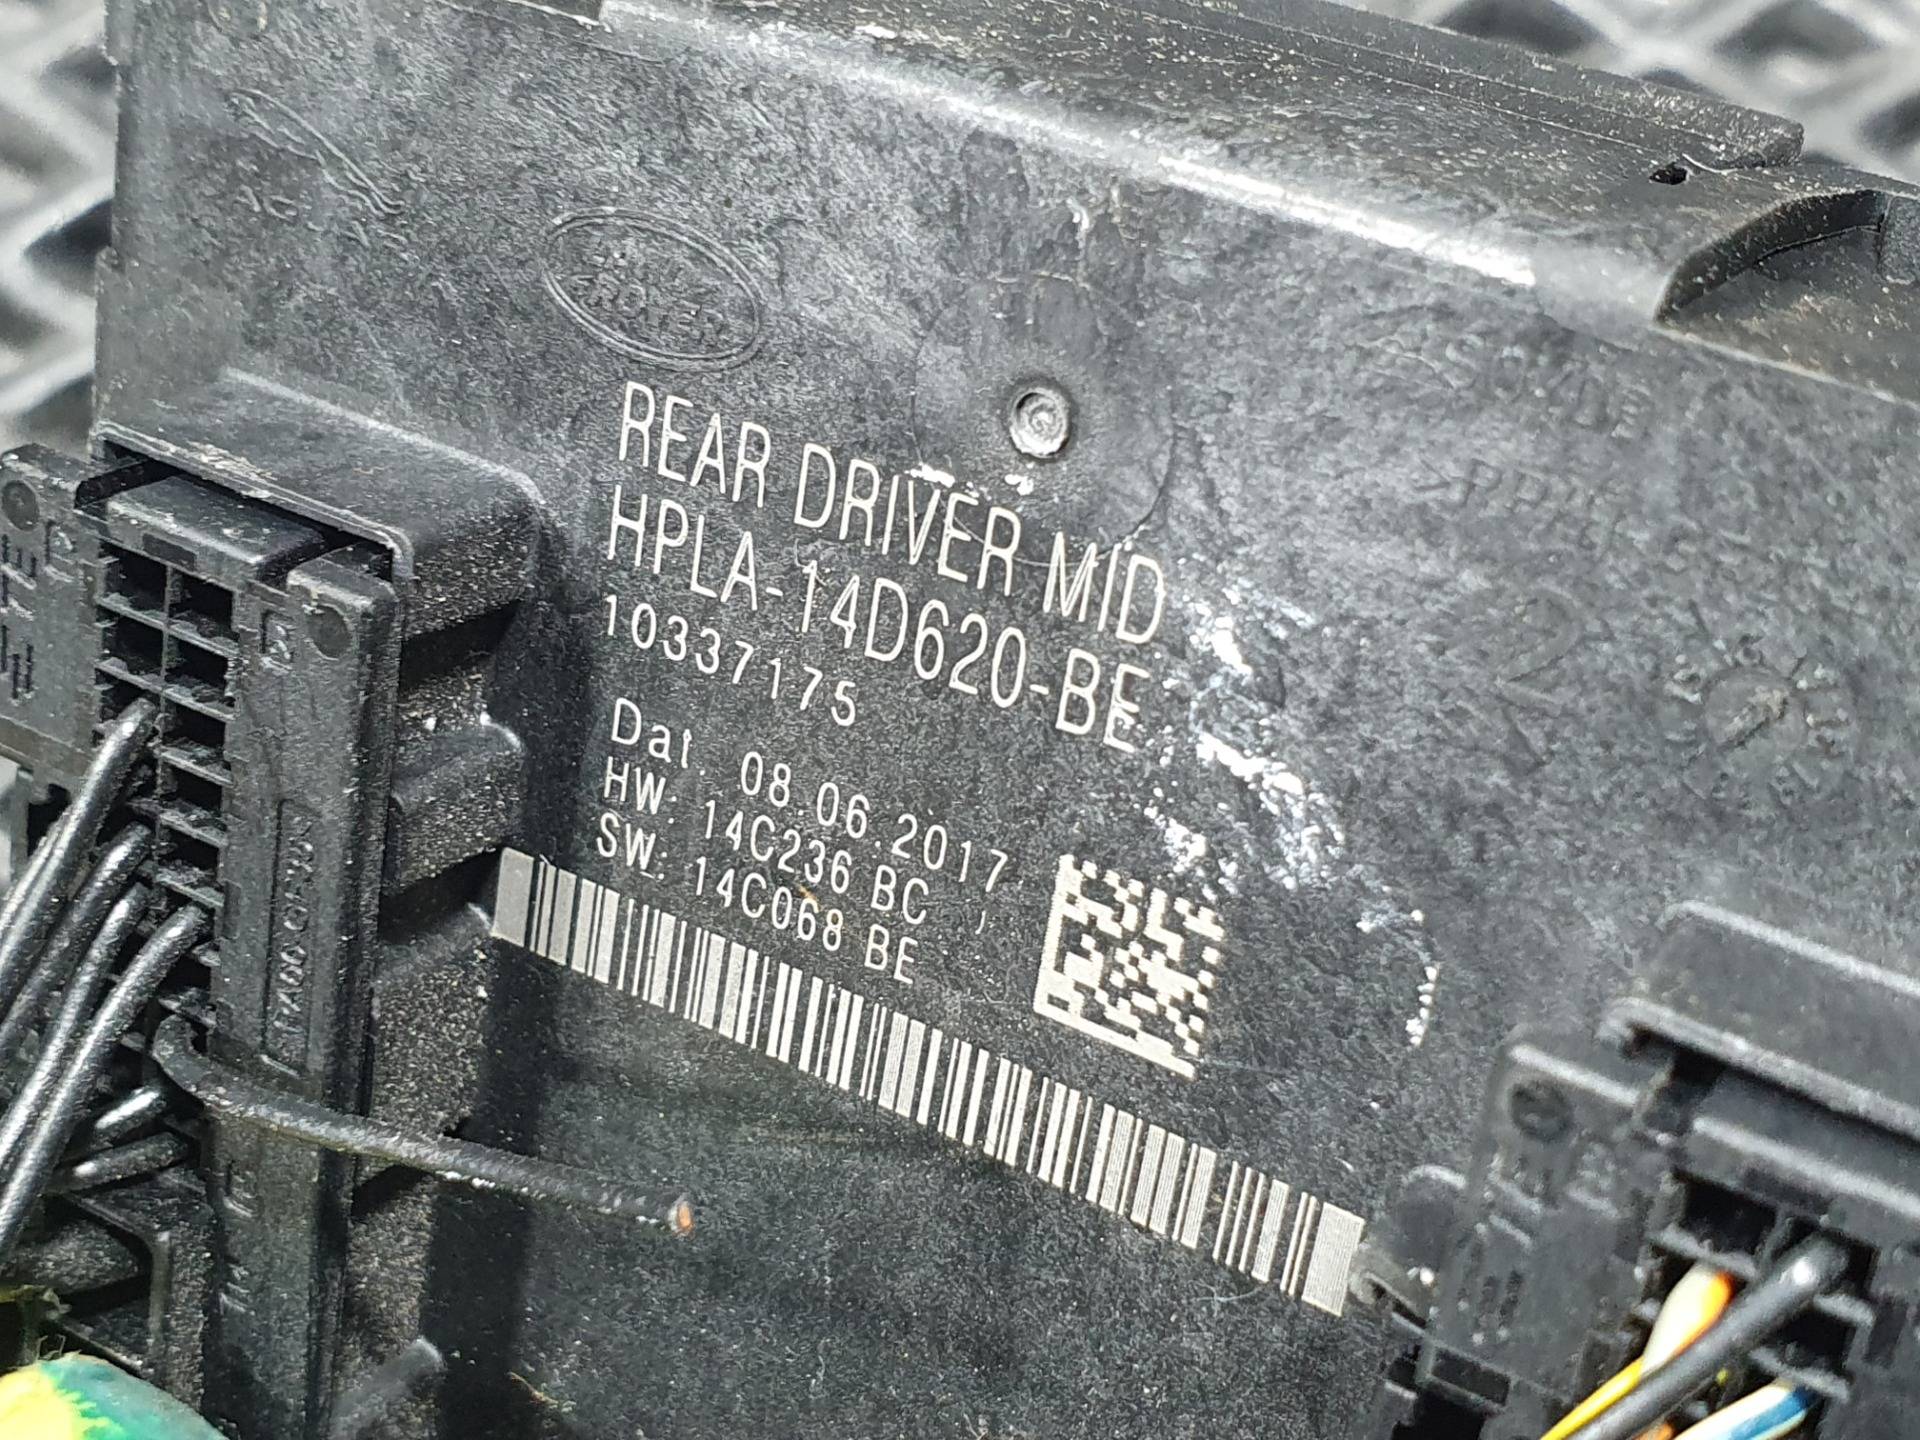 LAND
ROVER
REAR DRIVER MID
HPLA-14D620-BE
10337175
Dat. 08.06.2017
HW: 14C236 BC ,
SW: 14C068 BE